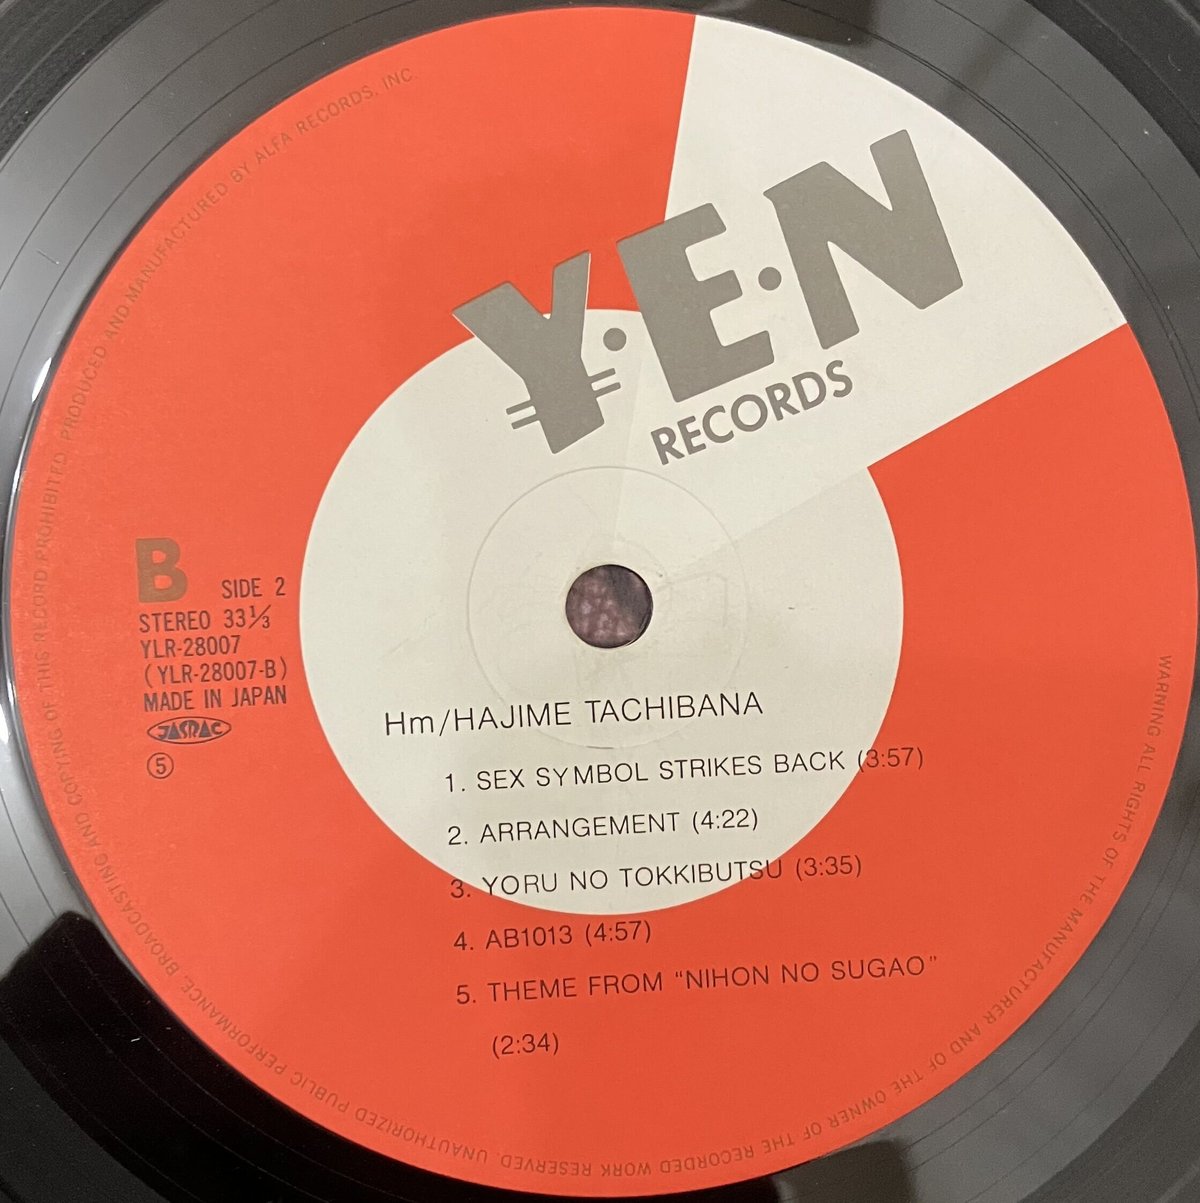 Y·E·N
RECORDS
B SIDE 2
STEREO 33⅓
YLR-28007
(YLR-28007-B)
MADE IN JAPAN
JASRAC
⑤
Hm/HAJIME TACHIBANA
1. SEX SYMBOL STRIKES BACK (3:57)
2. ARRANGEMENT (4:22)
3. YORU NO TOKKIBUTSU (3:35)
4. AB1013 (4:57)
5. THEME FROM “NIHON NO SUGAO”
(2:34)
WARNING ALL RIGHTS OF THE MANUFACTURER AND OF THE OWNER OF THE RECORDED WORK RESERVED. UNAUTHORIZED PUBLIC PERFORMANCE, BROADCASTING AND COPYING OF THIS RECORD PROHIBITED. PRODUCED AND MANUFACTURED BY ALFA RECORDS, INC.